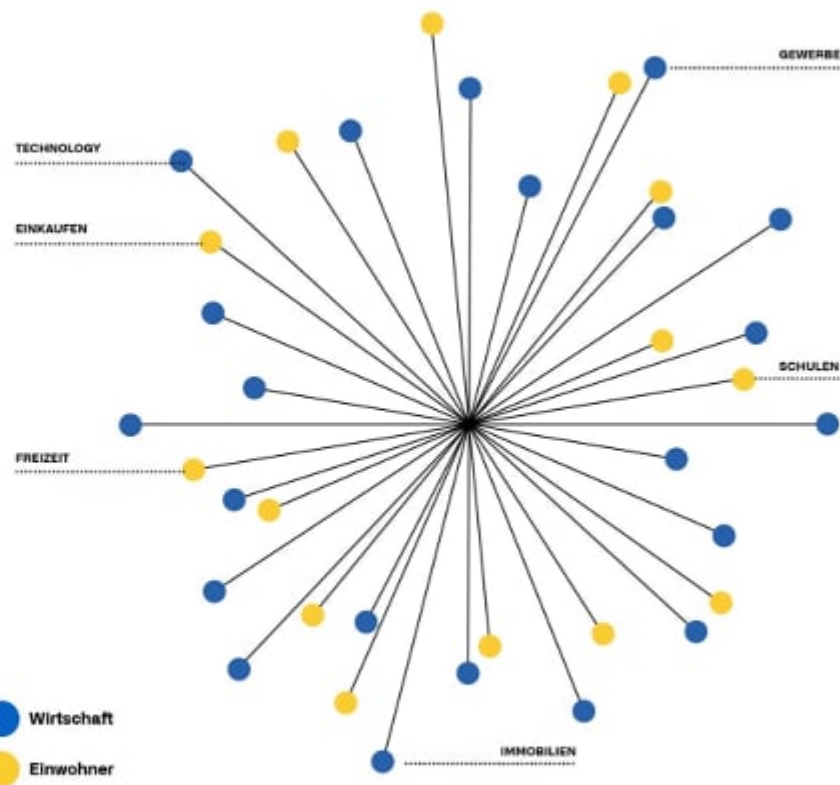 GEWERBE
TECHNOLOGY
EINKAUFEN
SCHULEN
FREIZEIT
Wirtschaft
IMMOBILIEN
Einwohner